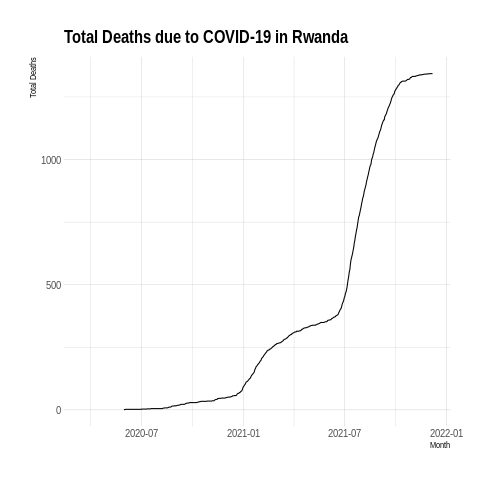 Total Deaths due to COVID-19 in Rwanda
Total Deaths
1000
500
0
2020-07 2021-01 2021-07 2022-01
Month